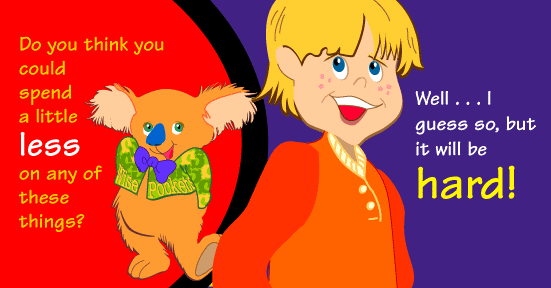 Do you think you
could
spend
a little
less
on any of
these
things?
Wise Pockets
Well . . . I
guess so, but
it will be
hard!